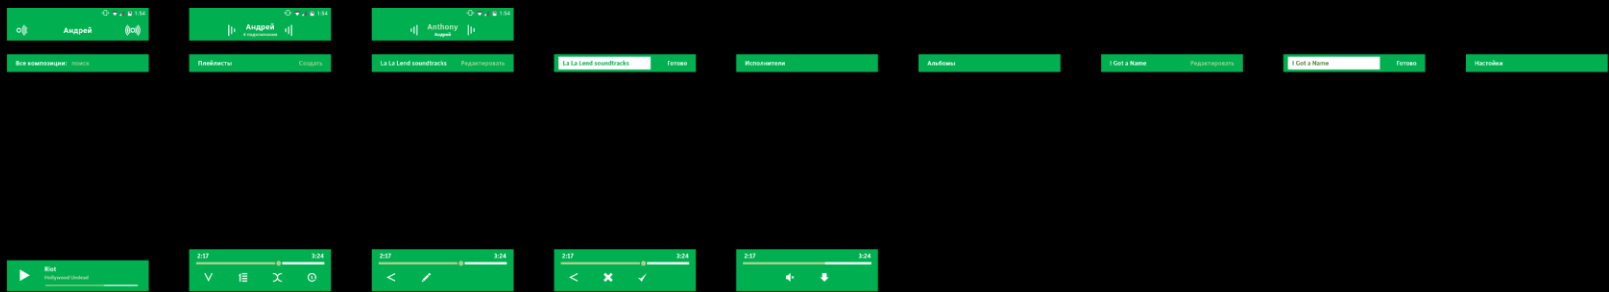 1:54
Андрей
1:54
Андрей
4 подключения
1:54
Anthony
Андрей
Все композиции: поиск
Плейлисты Создать
La La Lend soundtracks Редактировать
La La Lend soundtracks Готово
Исполнители
Альбомы
I Got a Name Редактировать
I Got a Name Готово
Настойки
Riot
Hollywood Undead
2:17 3:24
2:17 3:24
2:17 3:24
2:17 3:24